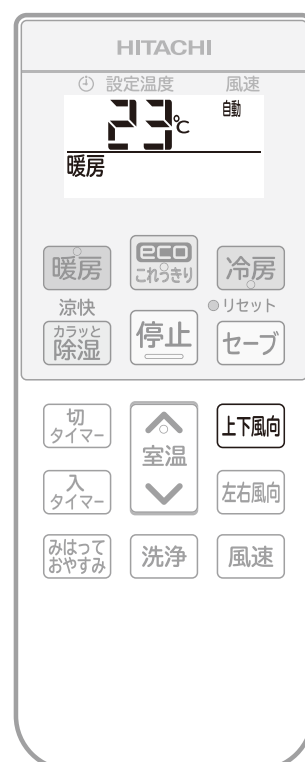 HITACHI
設定温度 風速
23℃ 自動
暖房
暖房 eco これっきり 冷房
涼快 リセット
カラッと 除湿 停止 セーブ
切 タイマー 室温 上下風向
入 タイマー 左右風向
みはって おやすみ 洗浄 風速